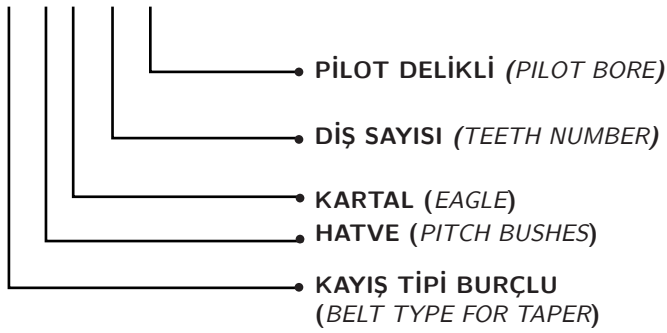 PİLOT DELİKLİ (PILOT BORE)
DİŞ SAYISI (TEETH NUMBER)
KARTAL (EAGLE)
HATVE (PITCH BUSHES)
KAYIŞ TİPİ BURÇLU
(BELT TYPE FOR TAPER)